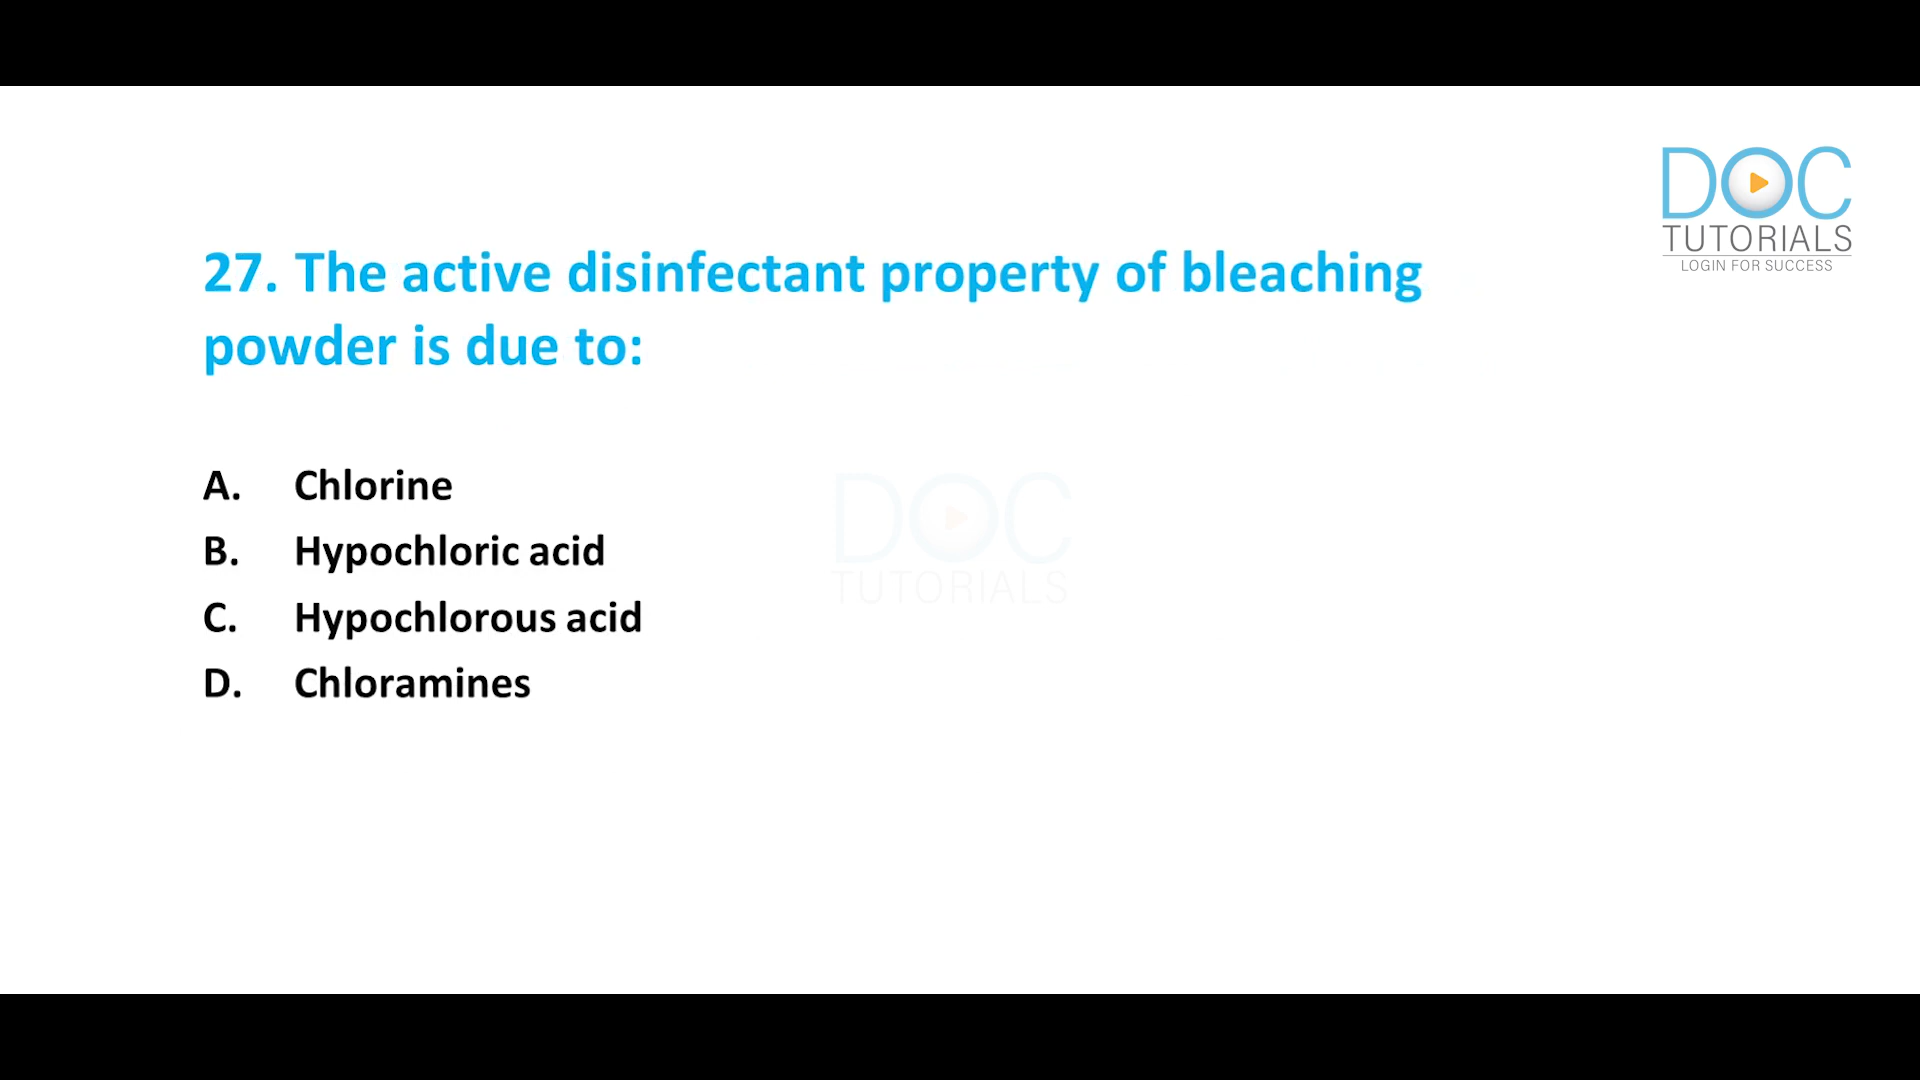 DOC
TUTORIALS
LOGIN FOR SUCCESS
27. The active disinfectant property of bleaching
powder is due to:
A. Chlorine
B. Hypochloric acid
C. Hypochlorous acid
D. Chloramines
DOC
TUTORIALS